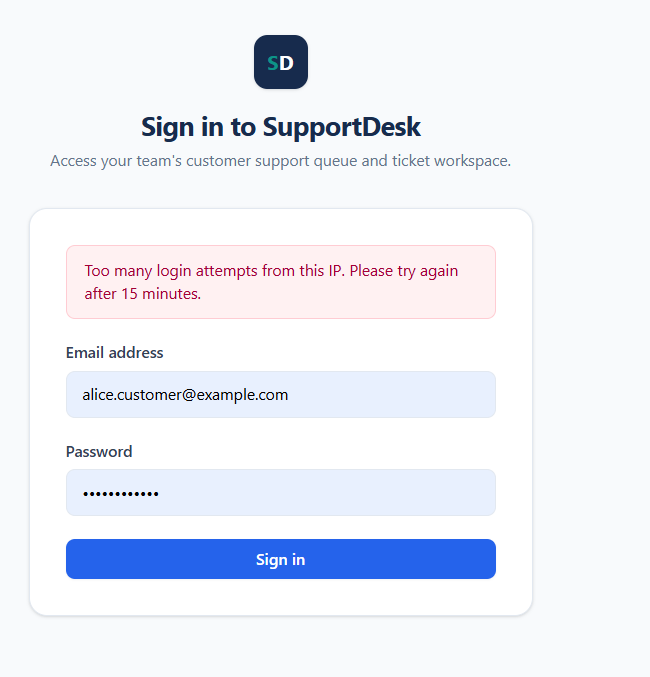 SD
Sign in to SupportDesk
Access your team's customer support queue and ticket workspace.
Too many login attempts from this IP. Please try again
after 15 minutes.
Email address
alice.customer@example.com
Password
••••••••••••
Sign in